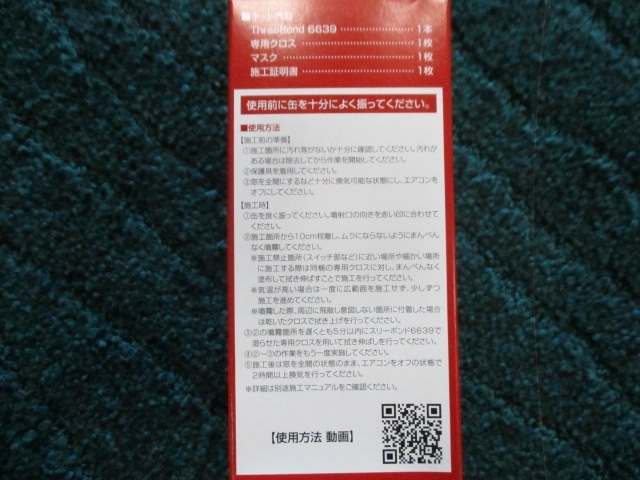 ■キット内容
ThreeBond 6639 ………………… 1本
専用クロス ………………………… 1枚
マスク ……………………………… 1枚
施工証明書 ………………………… 1枚
使用前に缶を十分によく振ってください。
■使用方法
【施工前の準備】
①施工箇所に汚れ等がないか十分に確認してください。汚れが
ある場合は除去してから作業を開始してください。
②保護具を着用してください。
③窓を全開にするなど十分に換気可能な状態にし、エアコンを
オフにしてください。
【施工時】
①缶を良く振ってください。噴射口の向きを赤い印に合わせて
ください。
②施工箇所から10cm程離し、ムラにならないようにまんべん
なく噴霧してください。
※施工禁止箇所(スイッチ部など)に近い場所や細かい場所
に施工する際は同梱の専用クロスに対し、まんべんなく
塗布して拭き伸ばすことで施工してください。
※気温が高い場合は一度に広範囲を施工せず、少しずつ
施工を進めてください。
※噴霧した際、周辺に飛散し意図しない箇所に付着した場合
は乾いたクロスで拭き上げを行ってください。
③②の噴霧箇所を遅くとも5分以内にスリーボンド6639で
湿らせた専用クロスを用いて拭き伸ばしを行ってください。
④②～③の作業をもう一度実施してください。
⑤施工後は窓を全開の状態のまま、エアコンをオフの状態で
2時間以上換気を行ってください。
※詳細は別途施工マニュアルをご確認ください。
【使用方法 動画】